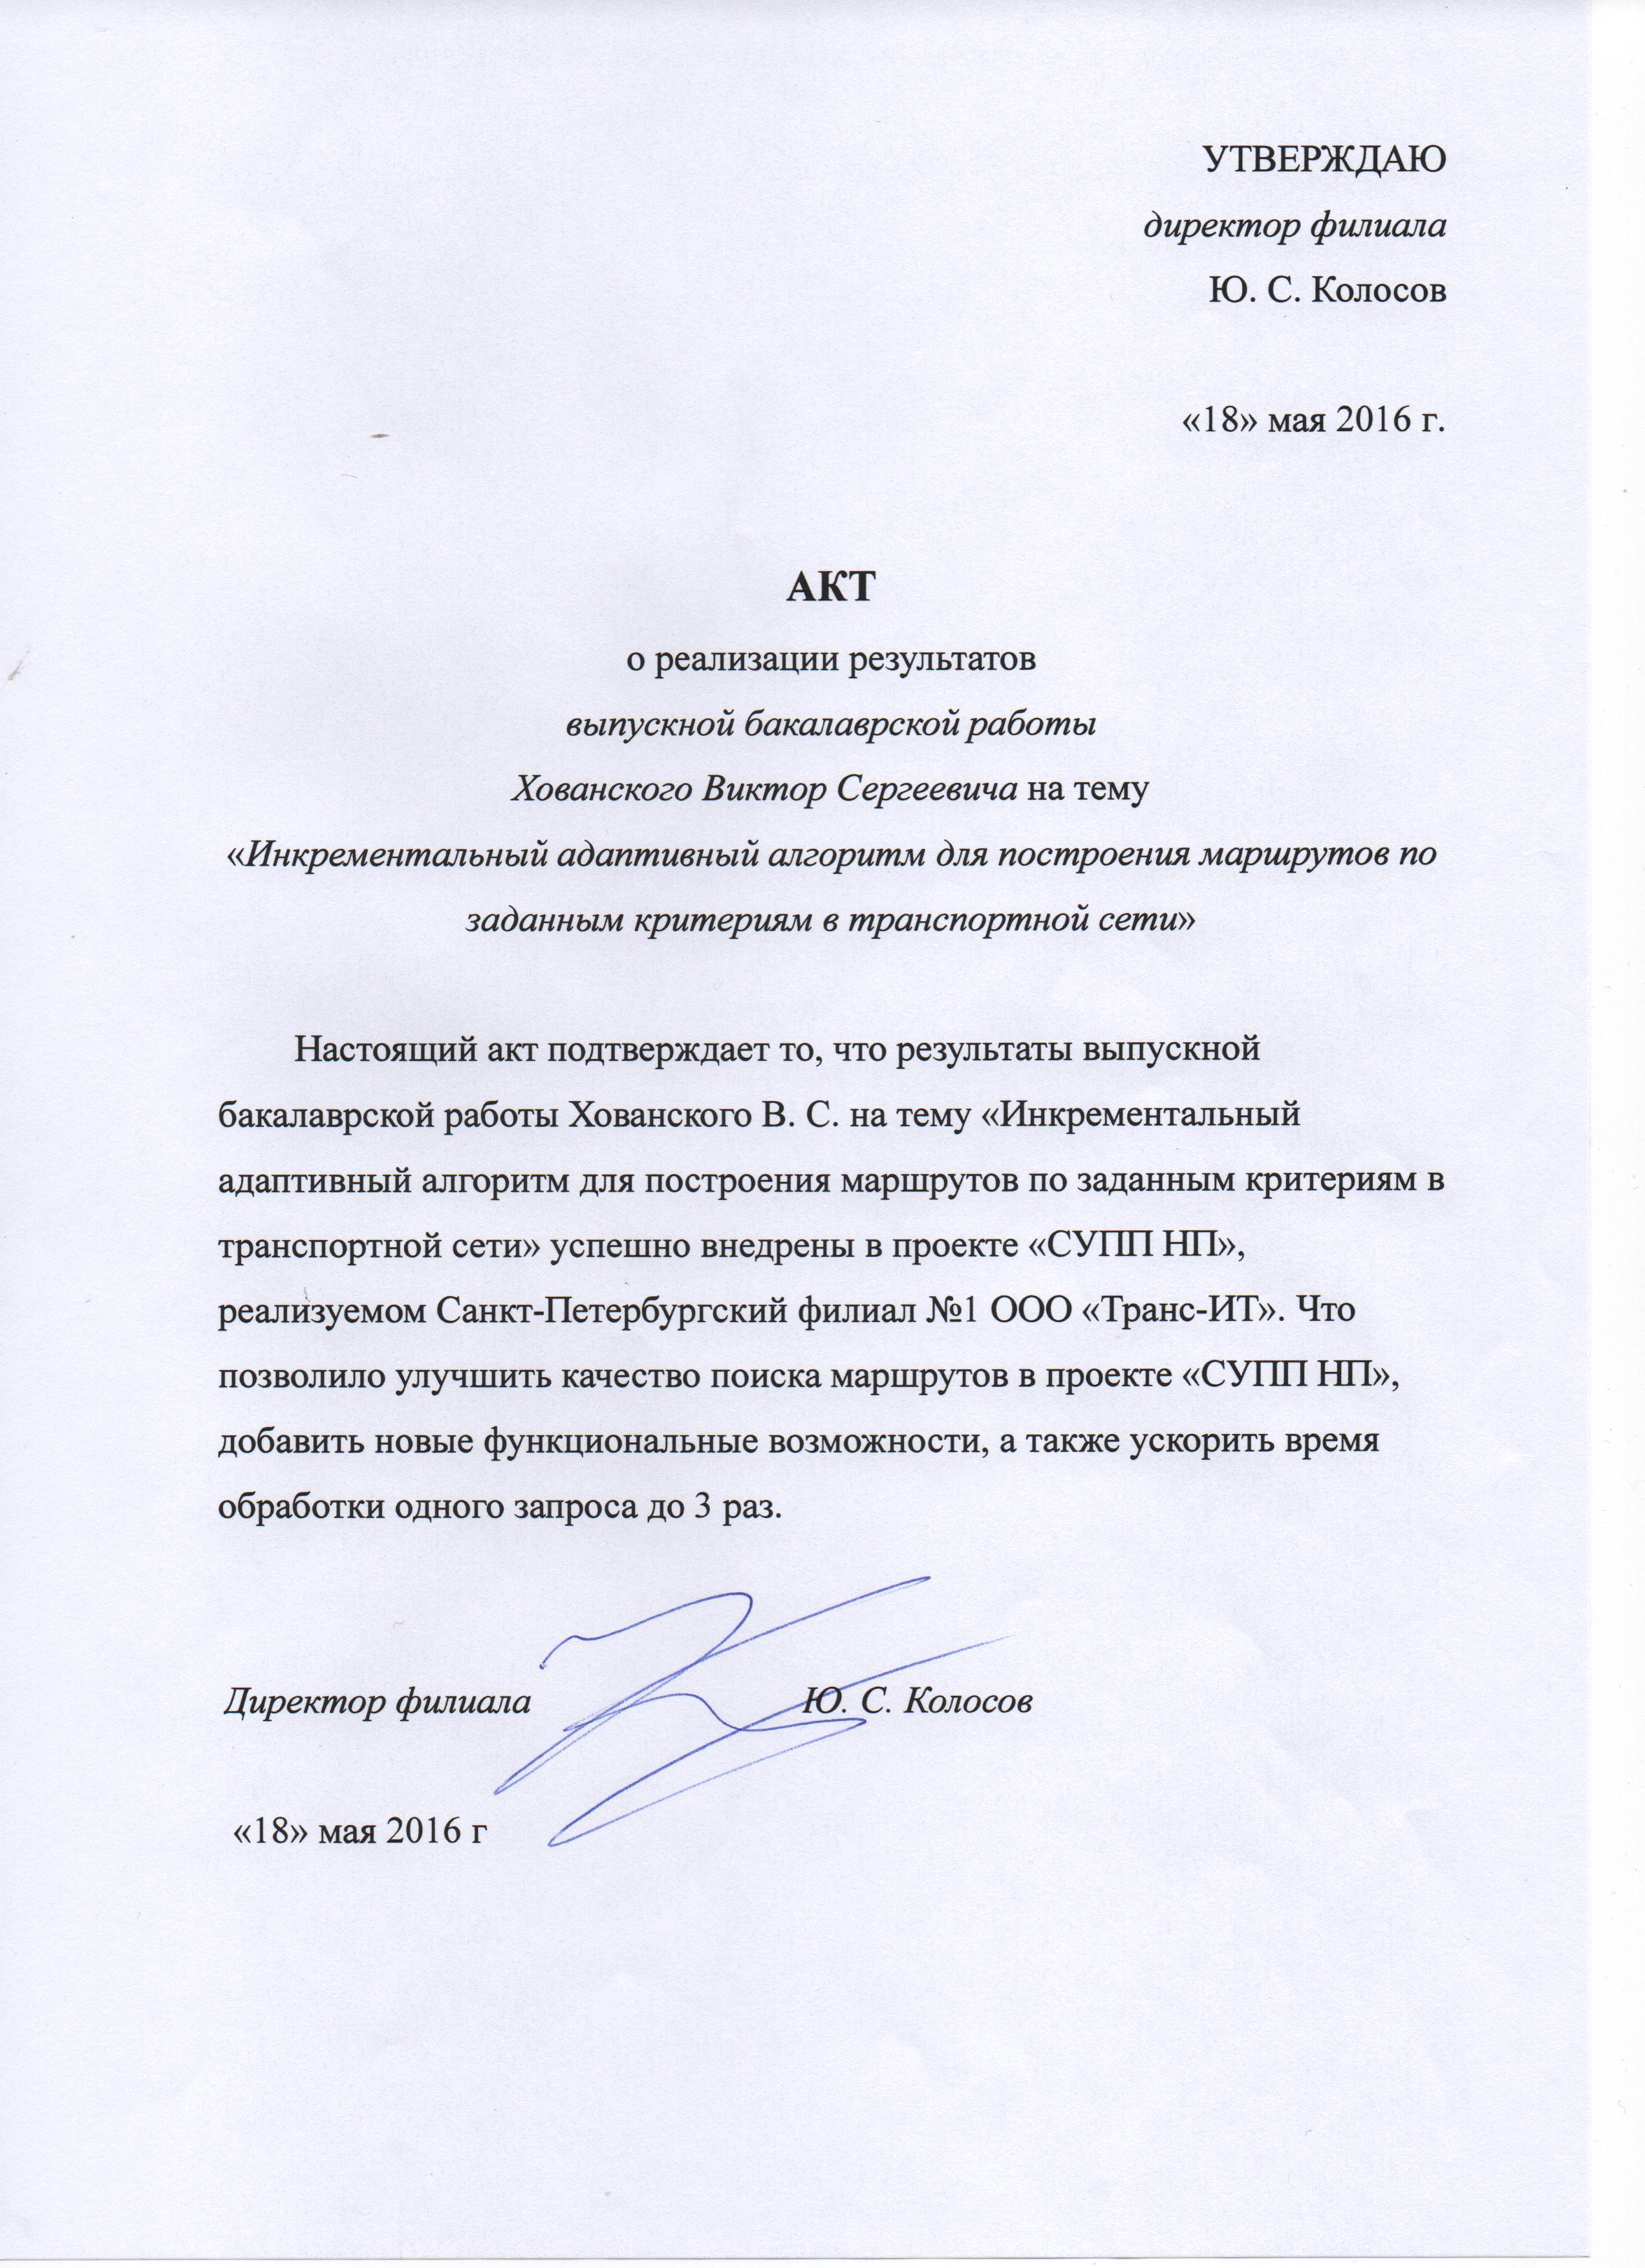 УТВЕРЖДАЮ
директор филиала
Ю. С. Колосов
«18» мая 2016 г.
АКТ
о реализации результатов
выпускной бакалаврской работы
Хованского Виктор Сергеевича на тему
«Инкрементальный адаптивный алгоритм для построения маршрутов по
заданным критериям в транспортной сети»
Настоящий акт подтверждает то, что результаты выпускной
бакалаврской работы Хованского В. С. на тему «Инкрементальный
адаптивный алгоритм для построения маршрутов по заданным критериям в
транспортной сети» успешно внедрены в проекте «СУПП НП»,
реализуемом Санкт-Петербургский филиал №1 ООО «Транс-ИТ». Что
позволило улучшить качество поиска маршрутов в проекте «СУПП НП»,
добавить новые функциональные возможности, а также ускорить время
обработки одного запроса до 3 раз.
Директор филиала Ю. С. Колосов
«18» мая 2016 г